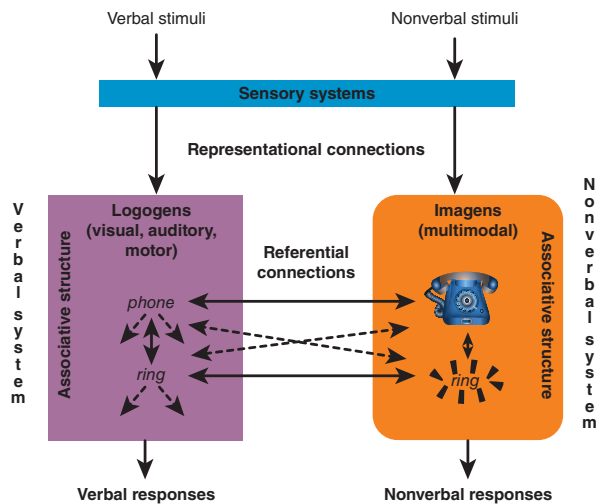 Verbal stimuli
Nonverbal stimuli
Sensory systems
Representational connections
Verbal system
Associative structure
Logogens
(visual, auditory,
motor)
phone
ring
Referential
connections
Imagens
(multimodal)
ring
Associative structure
Nonverbal system
Verbal responses
Nonverbal responses